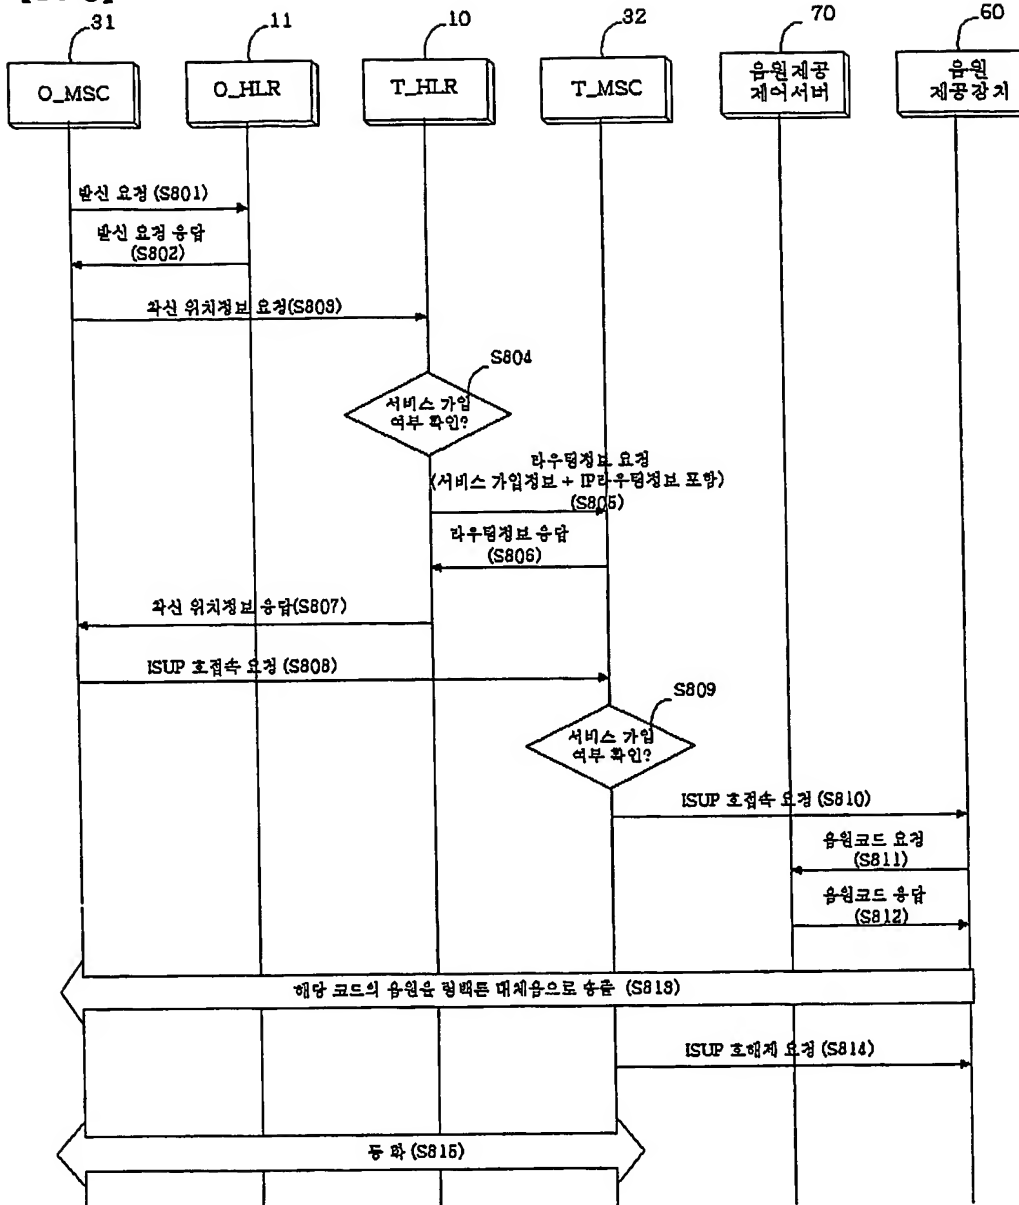 31
11
10
32
70
60
O_MSC
O_HLR
T_HLR
T_MSC
음원제공
제어서버
음원
제공장치
발신 요청 (S801)
발신 요청 응답
(S802)
착신 위치정보 요청(S803)
S804
서비스 가입
여부 확인?
라우팅정보 요청
(서비스 가입정보 + IP라우팅정보 포함)
(S805)
라우팅정보 응답
(S806)
착신 위치정보 응답(S807)
ISUP 호접속 요청 (S808)
S809
서비스 가입
여부 확인?
ISUP 호접속 요청 (S810)
음원코드 요청
(S811)
음원코드 응답
(S812)
해당 코드의 음원을 링백톤 대체음으로 송출 (S813)
ISUP 호해제 요청 (S814)
통 화 (S815)